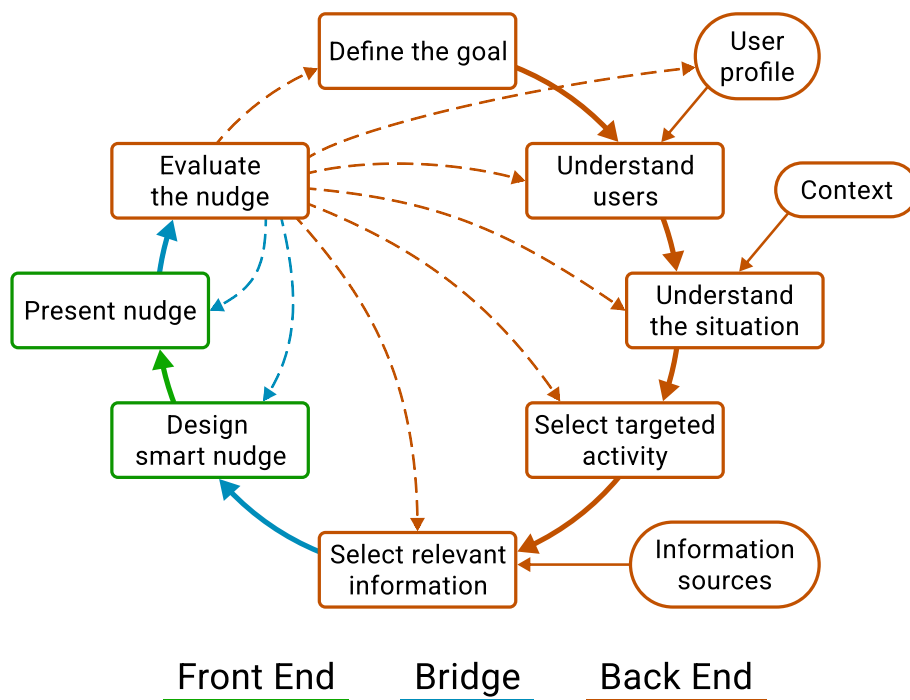 Define the goal
User
profile
Evaluate
the nudge
Understand
users
Context
Present nudge
Understand
the situation
Design
smart nudge
Select targeted
activity
Select relevant
information
Information
sources
Front End
Bridge
Back End